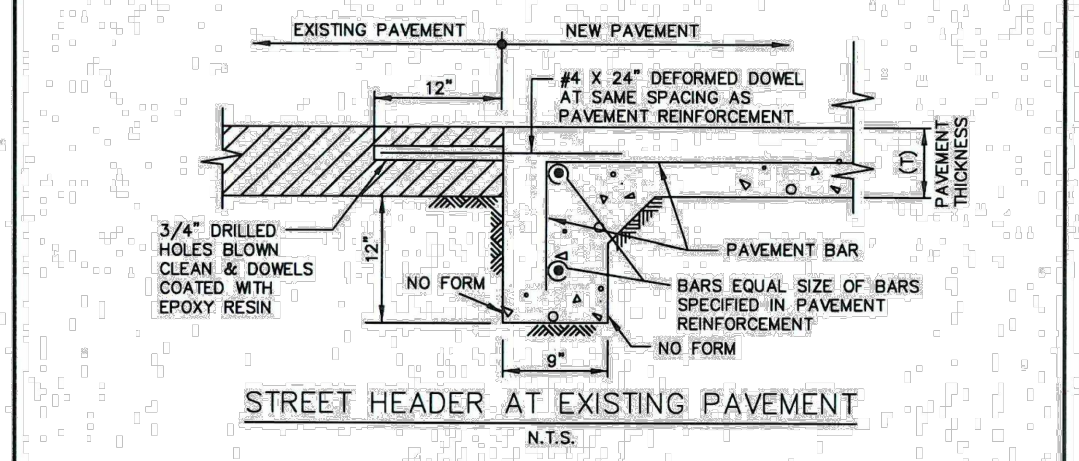 EXISTING PAVEMENT
NEW PAVEMENT
12"
#4 X 24" DEFORMED DOWEL
AT SAME SPACING AS
PAVEMENT REINFORCEMENT
(T)
PAVEMENT
THICKNESS
3/4" DRILLED
HOLES BLOWN
CLEAN & DOWELS
COATED WITH
EPOXY RESIN
12"
NO FORM
PAVEMENT BAR
BARS EQUAL SIZE OF BARS
SPECIFIED IN PAVEMENT
REINFORCEMENT
NO FORM
9"
STREET HEADER AT EXISTING PAVEMENT
N.T.S.